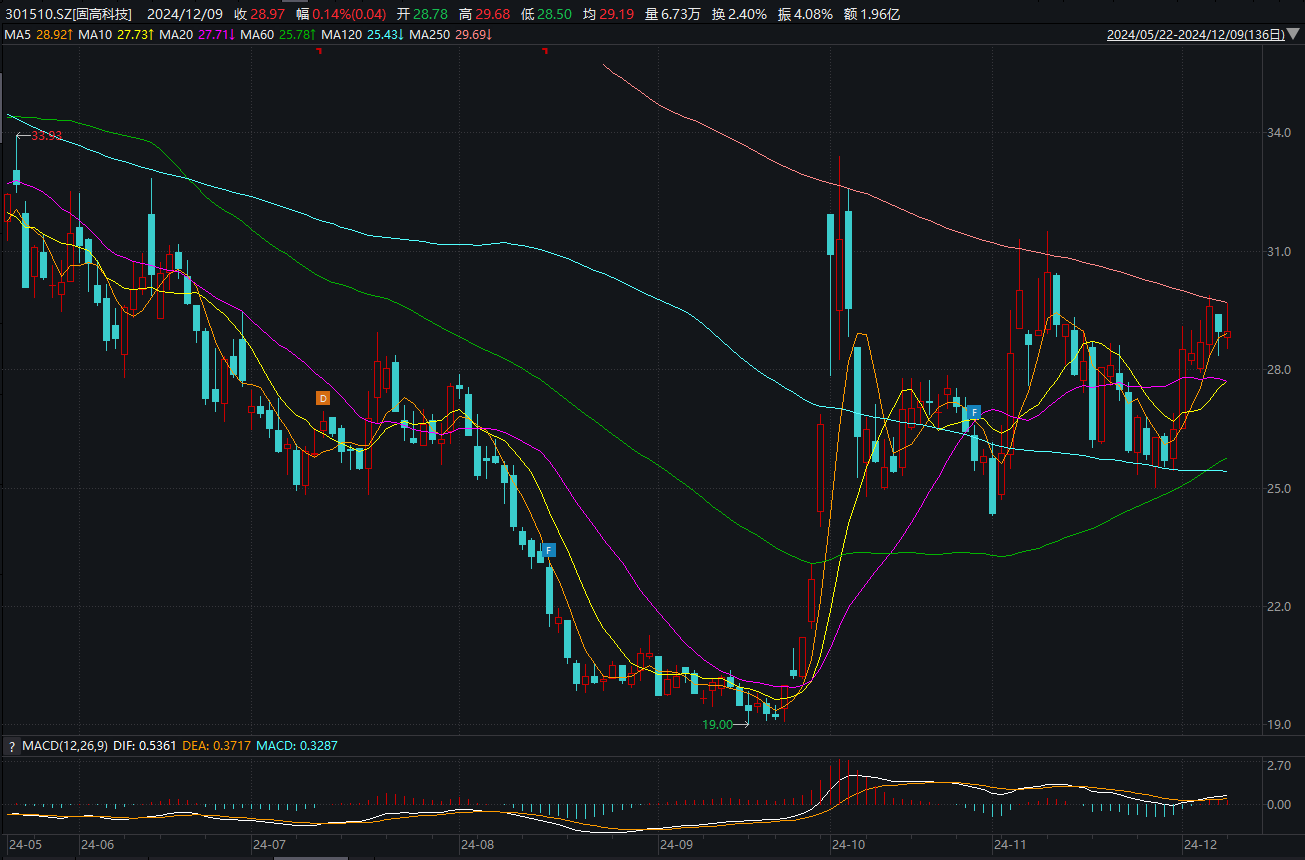 301510.SZ[固高科技] 2024/12/09 收 28.97 幅 0.14%(0.04) 开 28.78 高 29.68 低 28.50 均 29.19 量 6.73万 换 2.40% 振 4.08% 额 1.96亿
MA5 28.92↑ MA10 27.73↑ MA20 27.71↓ MA60 25.78↑ MA120 25.43↓ MA250 29.69↓ 2024/05/22-2024/12/09(136日)
33.93
34.0
31.0
28.0
D
F
25.0
F
22.0
19.00
19.0
? MACD(12,26,9) DIF: 0.5361 DEA: 0.3717 MACD: 0.3287
2.70
0.00
24-05 24-06 24-07 24-08 24-09 24-10 24-11 24-12